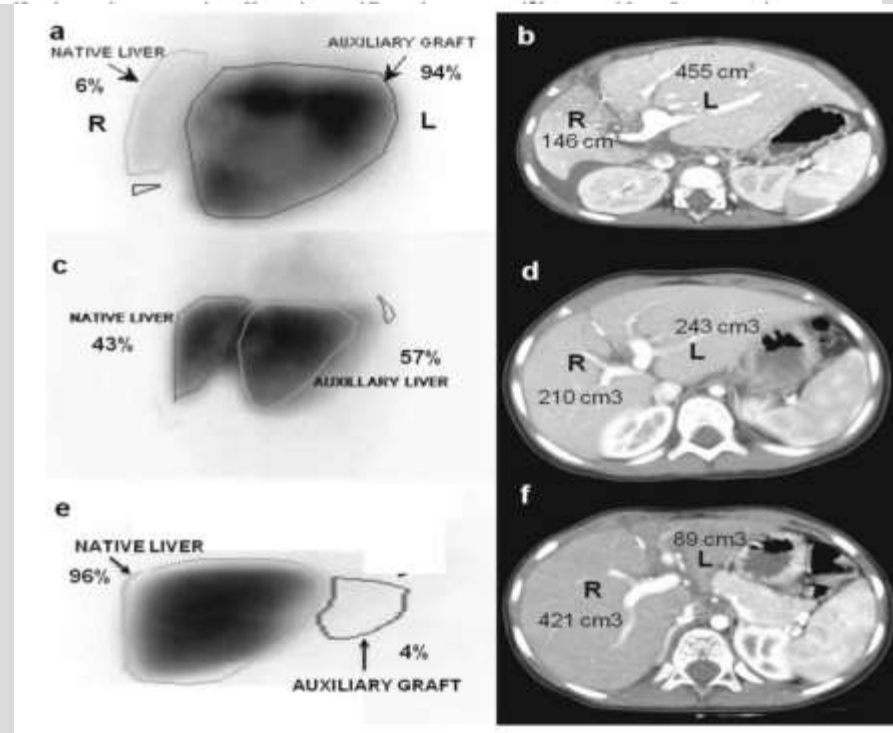 a
NATIVE LIVER
6%
R
AUXILIARY GRAFT
94%
L
b
455 cm³
L
R
146 cm
c
NATIVE LIVER
43%
57%
AUXILLARY LIVER
d
243 cm3
L
R
210 cm3
e
NATIVE LIVER
96%
4%
AUXILIARY GRAFT
f
89 cm3
L
R
421 cm3